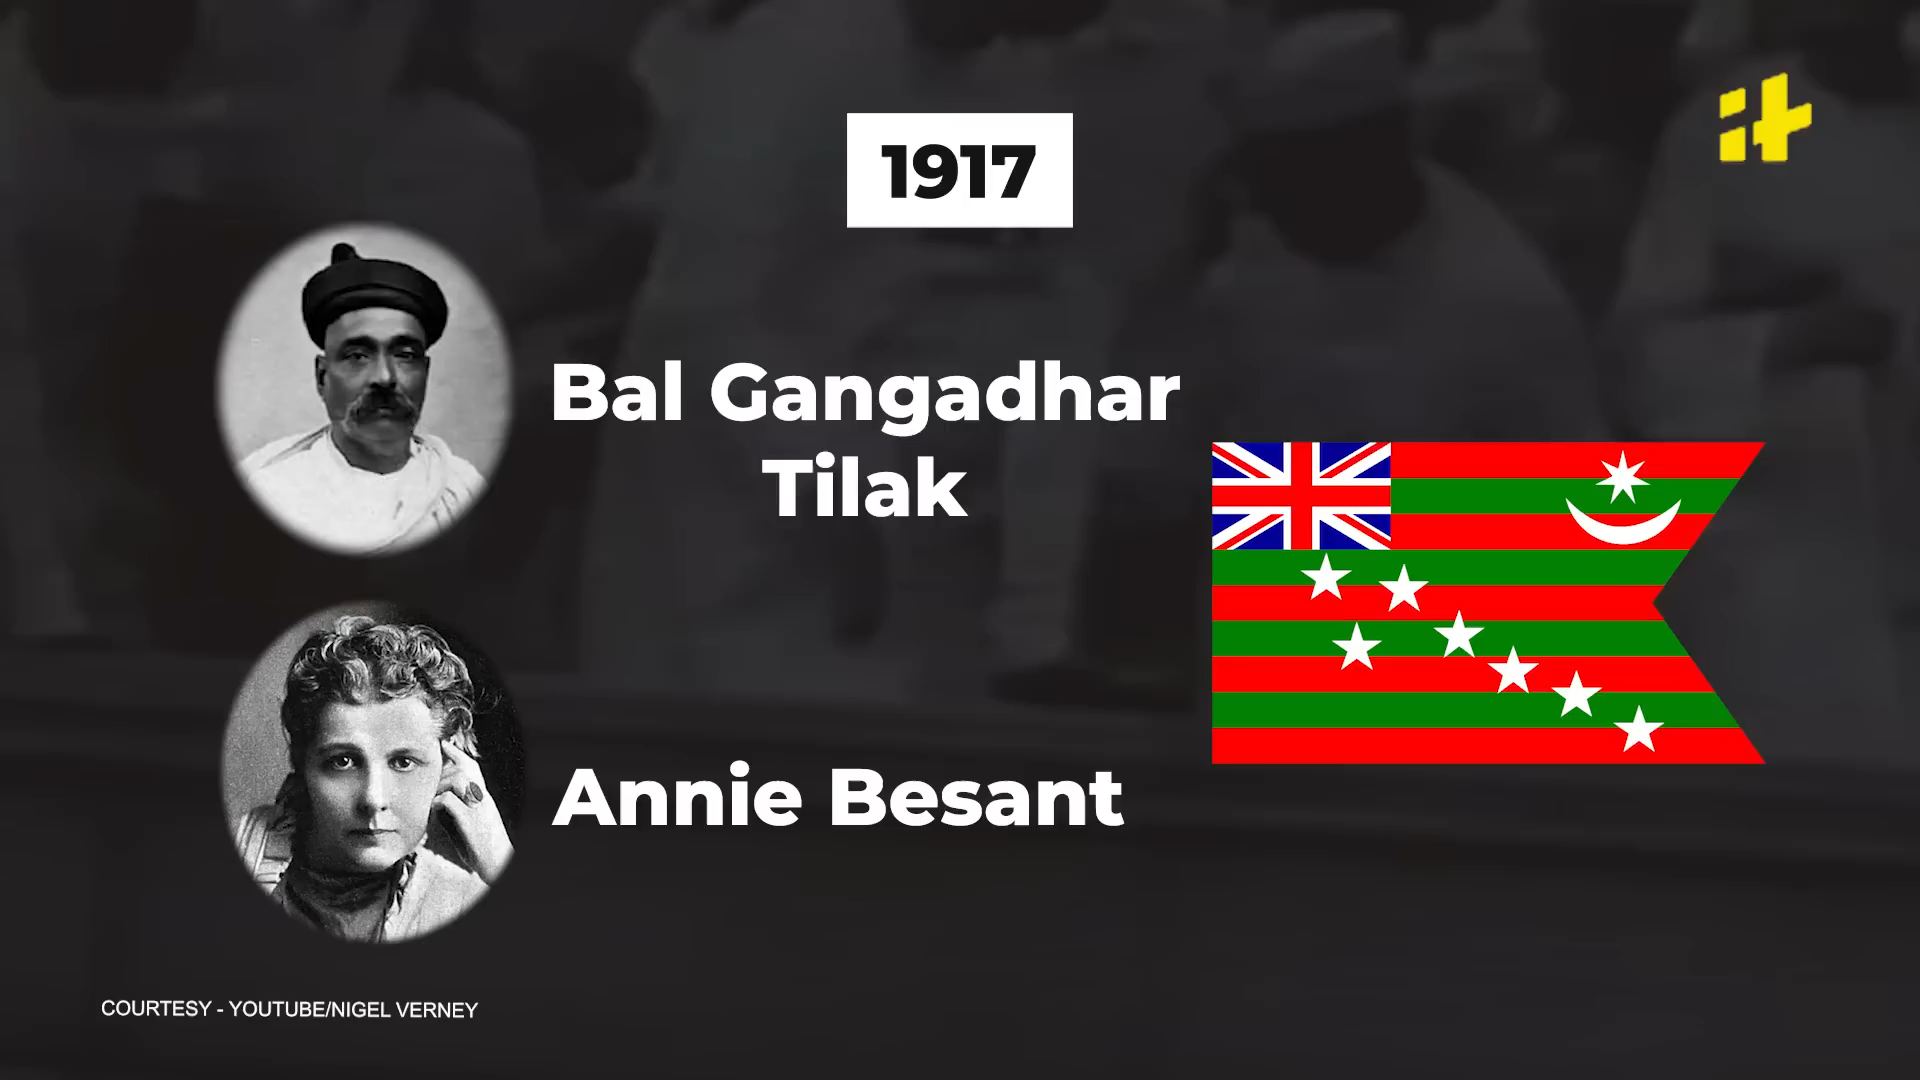 1917
Bal Gangadhar
Tilak
Annie Besant
COURTESY - YOUTUBE/NIGEL VERNEY